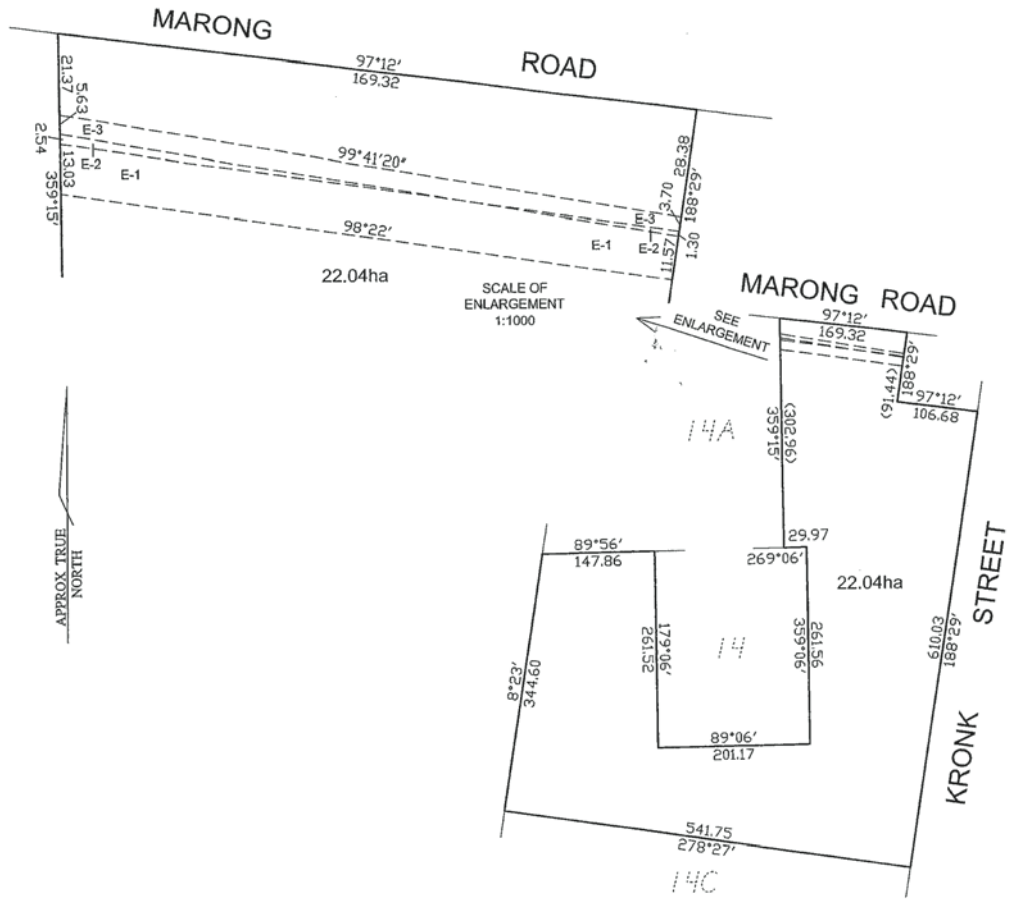 MARONG ROAD
97°12'
169.32
21.37
5.63
E-3
2.54
E-2
13.03
E-1
359°15'
99°41'20"
28.38
188°29'
3.70
E-3
98°22'
E-1
E-2
1.30
11.57
22.04ha
SCALE OF
ENLARGEMENT
1:1000
SEE
ENLARGEMENT
MARONG ROAD
97°12'
169.32
188°29'
(91.44)
97°12'
106.68
14A
(302.96)
359°15'
APPROX TRUE
NORTH
29.97
269°06'
89°56'
147.86
22.04ha
179°06'
261.52
14
261.56
359°06'
610.03
188°29'
KRONK STREET
8°23'
344.60
89°06'
201.17
541.75
278°27'
14C